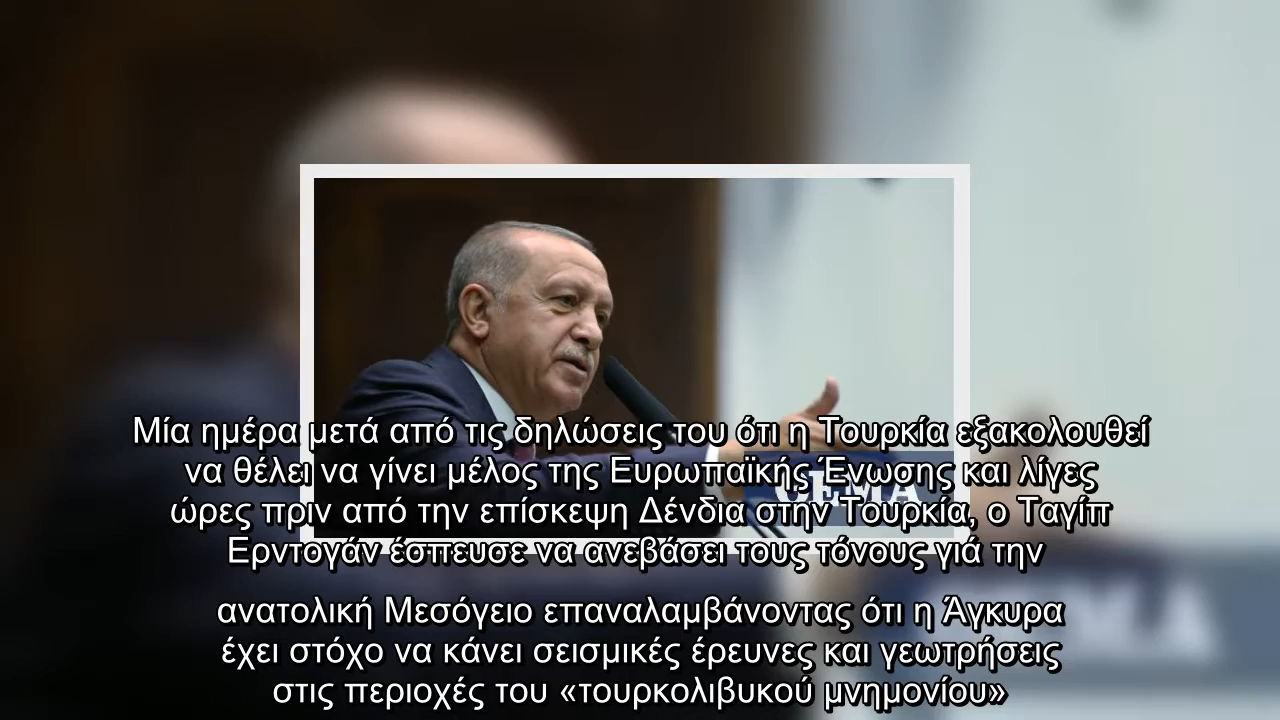 Μία ημέρα μετά από τις δηλώσεις του ότι η Τουρκία εξακολουθεί
να θέλει να γίνει μέλος της Ευρωπαϊκής Ένωσης και λίγες
ώρες πριν από την επίσκεψη Δένδια στην Τουρκία, ο Ταγίπ
Ερντογάν έσπευσε να ανεβάσει τους τόνους γιά την
ανατολική Μεσόγειο επαναλαμβάνοντας ότι η Άγκυρα
έχει στόχο να κάνει σεισμικές έρευνες και γεωτρήσεις
στις περιοχές του «τουρκολιβυκού μνημονίου»